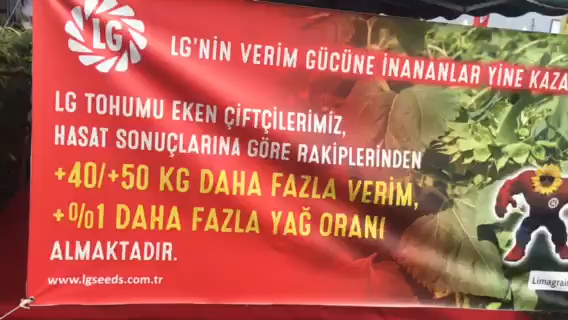 LG
LG'NİN VERİM GÜCÜNE İNANANLAR YİNE KAZA
LG TOHUMU EKEN ÇİFTÇİLERİMİZ,
HASAT SONUÇLARINA GÖRE RAKİPLERİNDEN
+40/+50 KG DAHA FAZLA VERİM,
+%1 DAHA FAZLA YAĞ ORANI
ALMAKTADIR.
www.lgseeds.com.tr
Limagrain